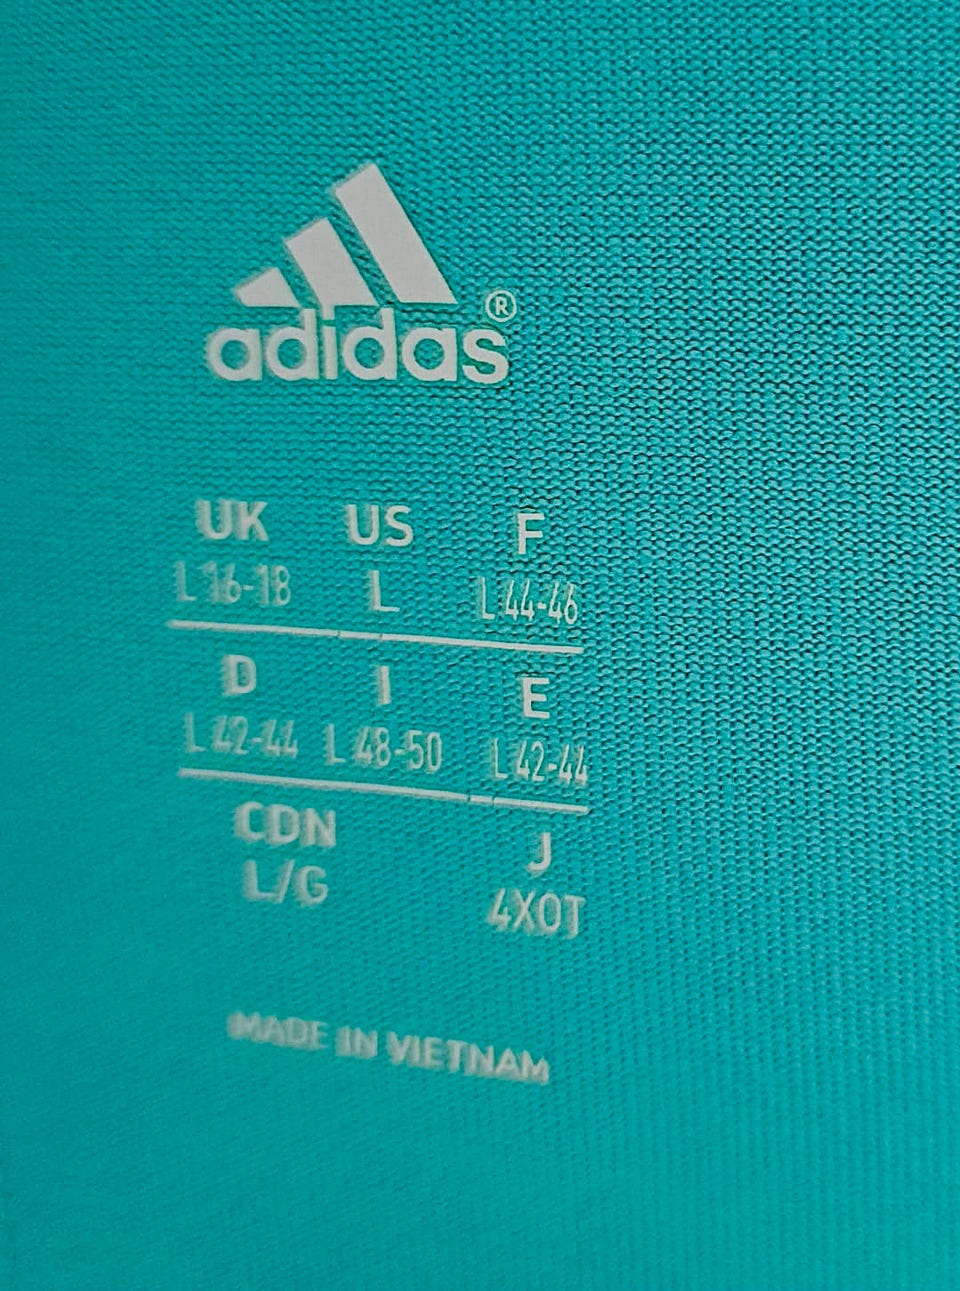 adidas®
UK US F
L 16-18 L L 44-46
D I E
L 42-44 L 48-50 L 42-44
CDN J
L/G 4XOT
MADE IN VIETNAM